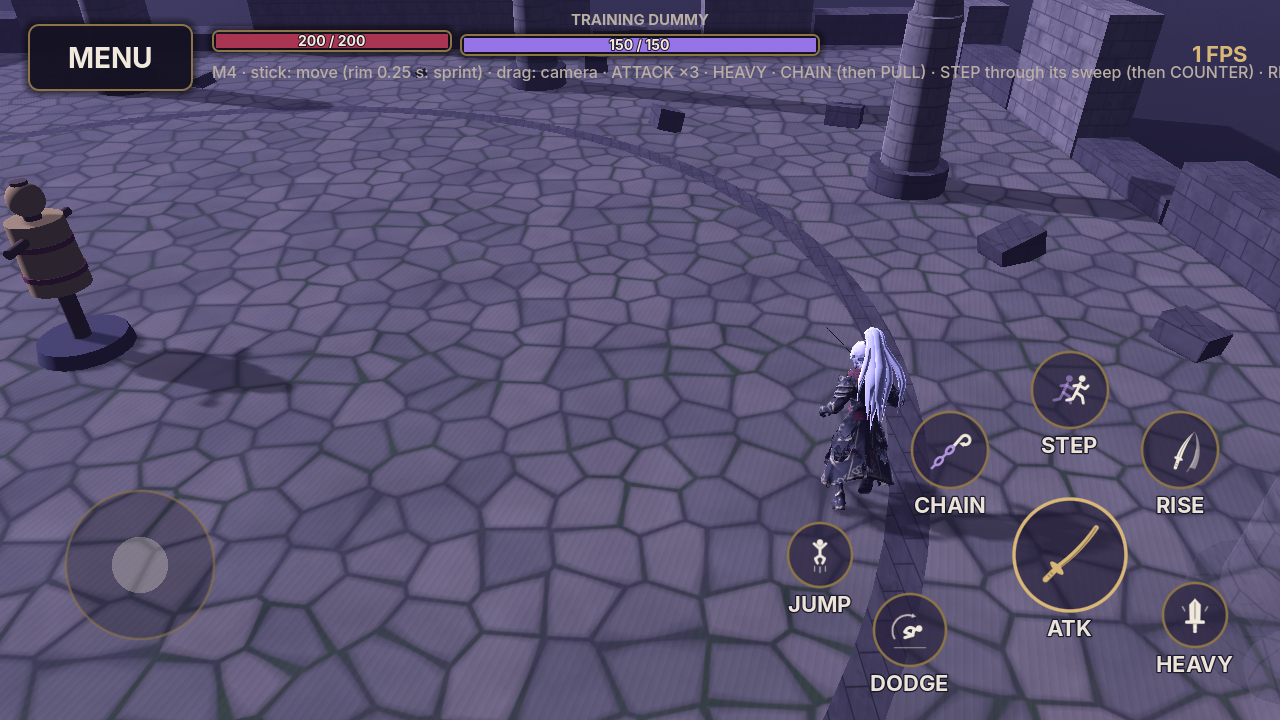 TRAINING DUMMY
MENU
200 / 200
150 / 150
1 FPS
M4 · stick: move (rim 0.25 s: sprint) · drag: camera · ATTACK ×3 · HEAVY · CHAIN (then PULL) · STEP through its sweep (then COUNTER) ·
STEP
CHAIN
RISE
JUMP
ATK
HEAVY
DODGE